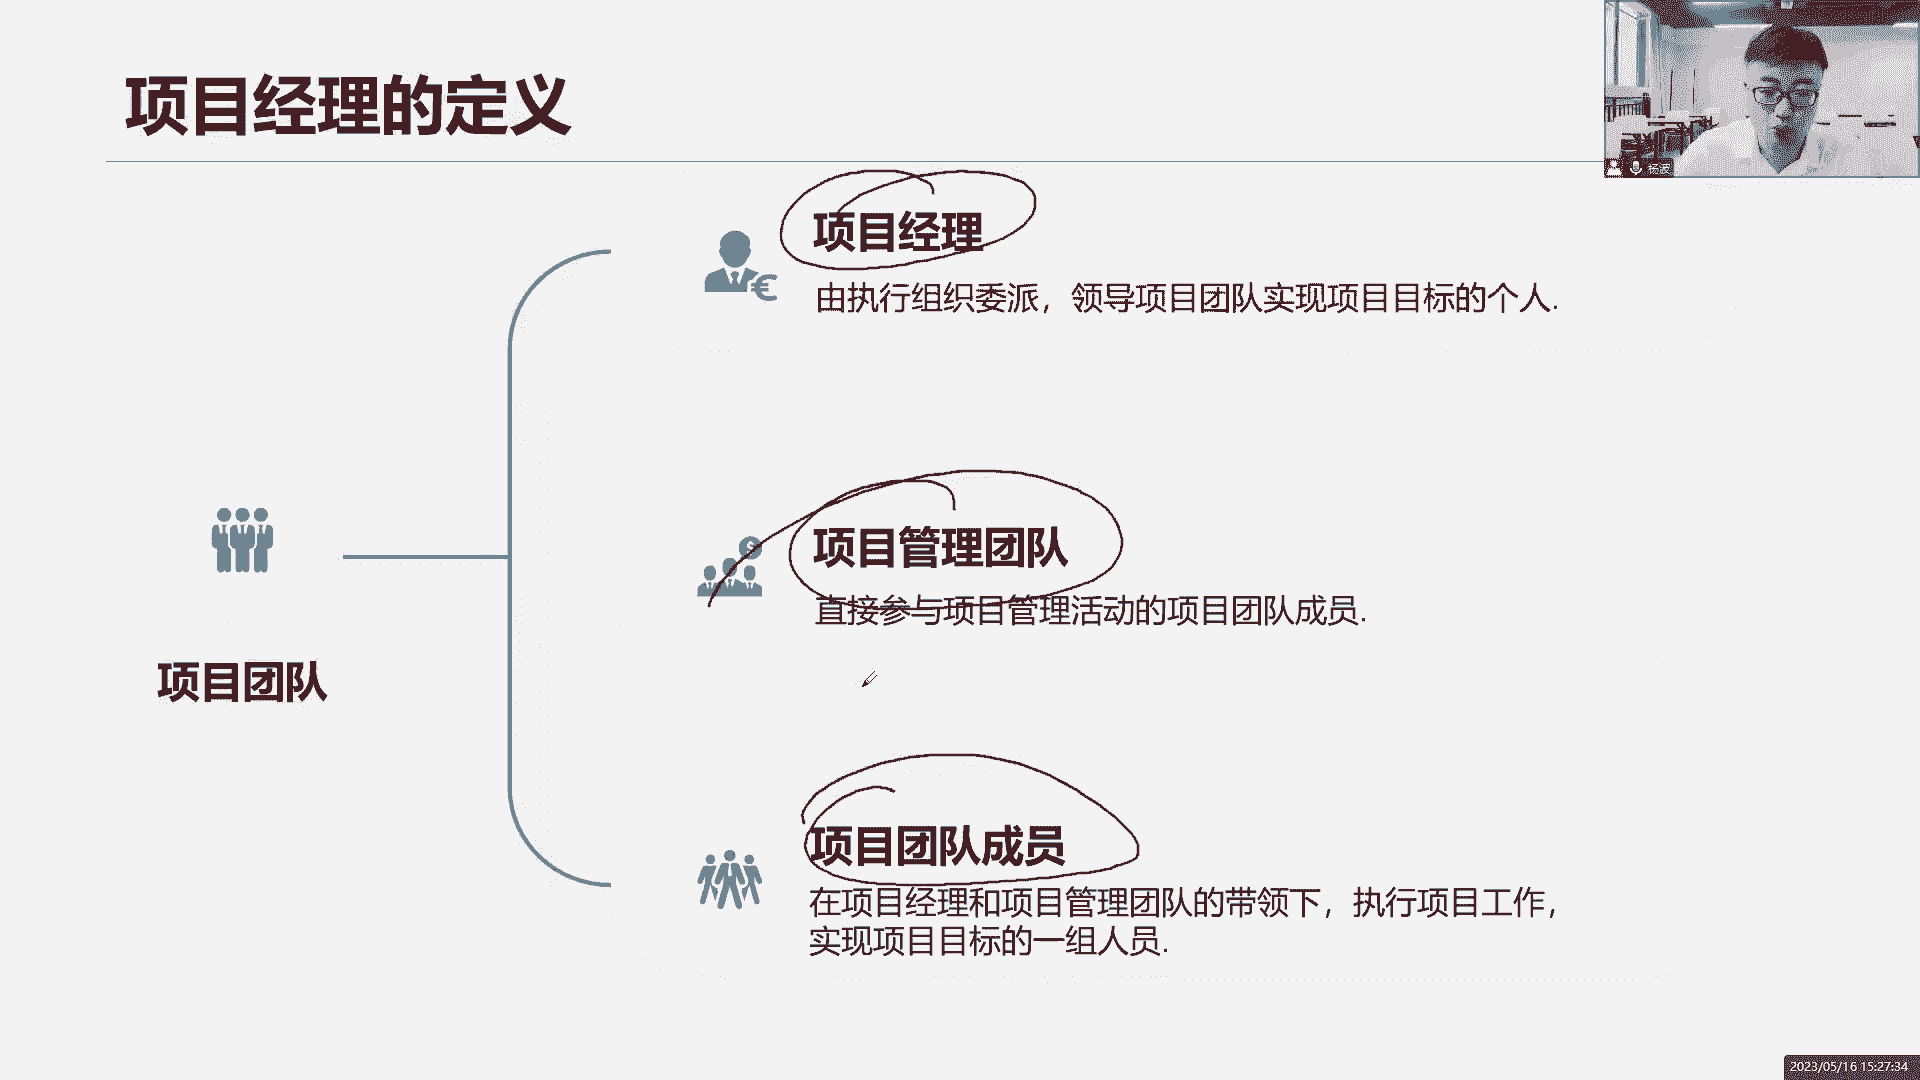 项目经理的定义
杨波
项目经理
由执行组织委派，领导项目团队实现项目目标的个人.
项目管理团队
直接参与项目管理活动的项目团队成员.
项目团队
项目团队成员
在项目经理和项目管理团队的带领下，执行项目工作，
实现项目目标的一组人员.
2023/05/16 15:27:34